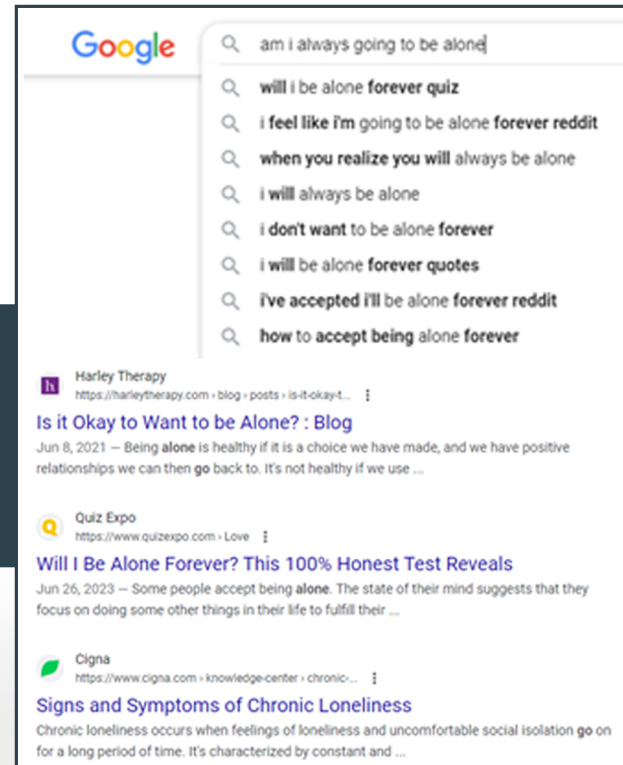 Google
am i always going to be alone
will i be alone forever quiz
i feel like i'm going to be alone forever reddit
when you realize you will always be alone
i will always be alone
i don't want to be alone forever
i will be alone forever quotes
i've accepted i'll be alone forever reddit
how to accept being alone forever
h
Harley Therapy
https://harleytherapy.com › blog › posts › is-it-okay-t...
Is it Okay to Want to be Alone? : Blog
Jun 8, 2021 — Being alone is healthy if it is a choice we have made, and we have positive
relationships we can then go back to. It's not healthy if we use ...
Q
Quiz Expo
https://www.quizexpo.com › Love
Will I Be Alone Forever? This 100% Honest Test Reveals
Jun 26, 2023 — Some people accept being alone. The state of their mind suggests that they
focus on doing some other things in their life to fulfill their ...
Cigna
https://www.cigna.com › knowledge-center › chronic-...
Signs and Symptoms of Chronic Loneliness
Chronic loneliness occurs when feelings of loneliness and uncomfortable social isolation go on
for a long period of time. It's characterized by constant and ...